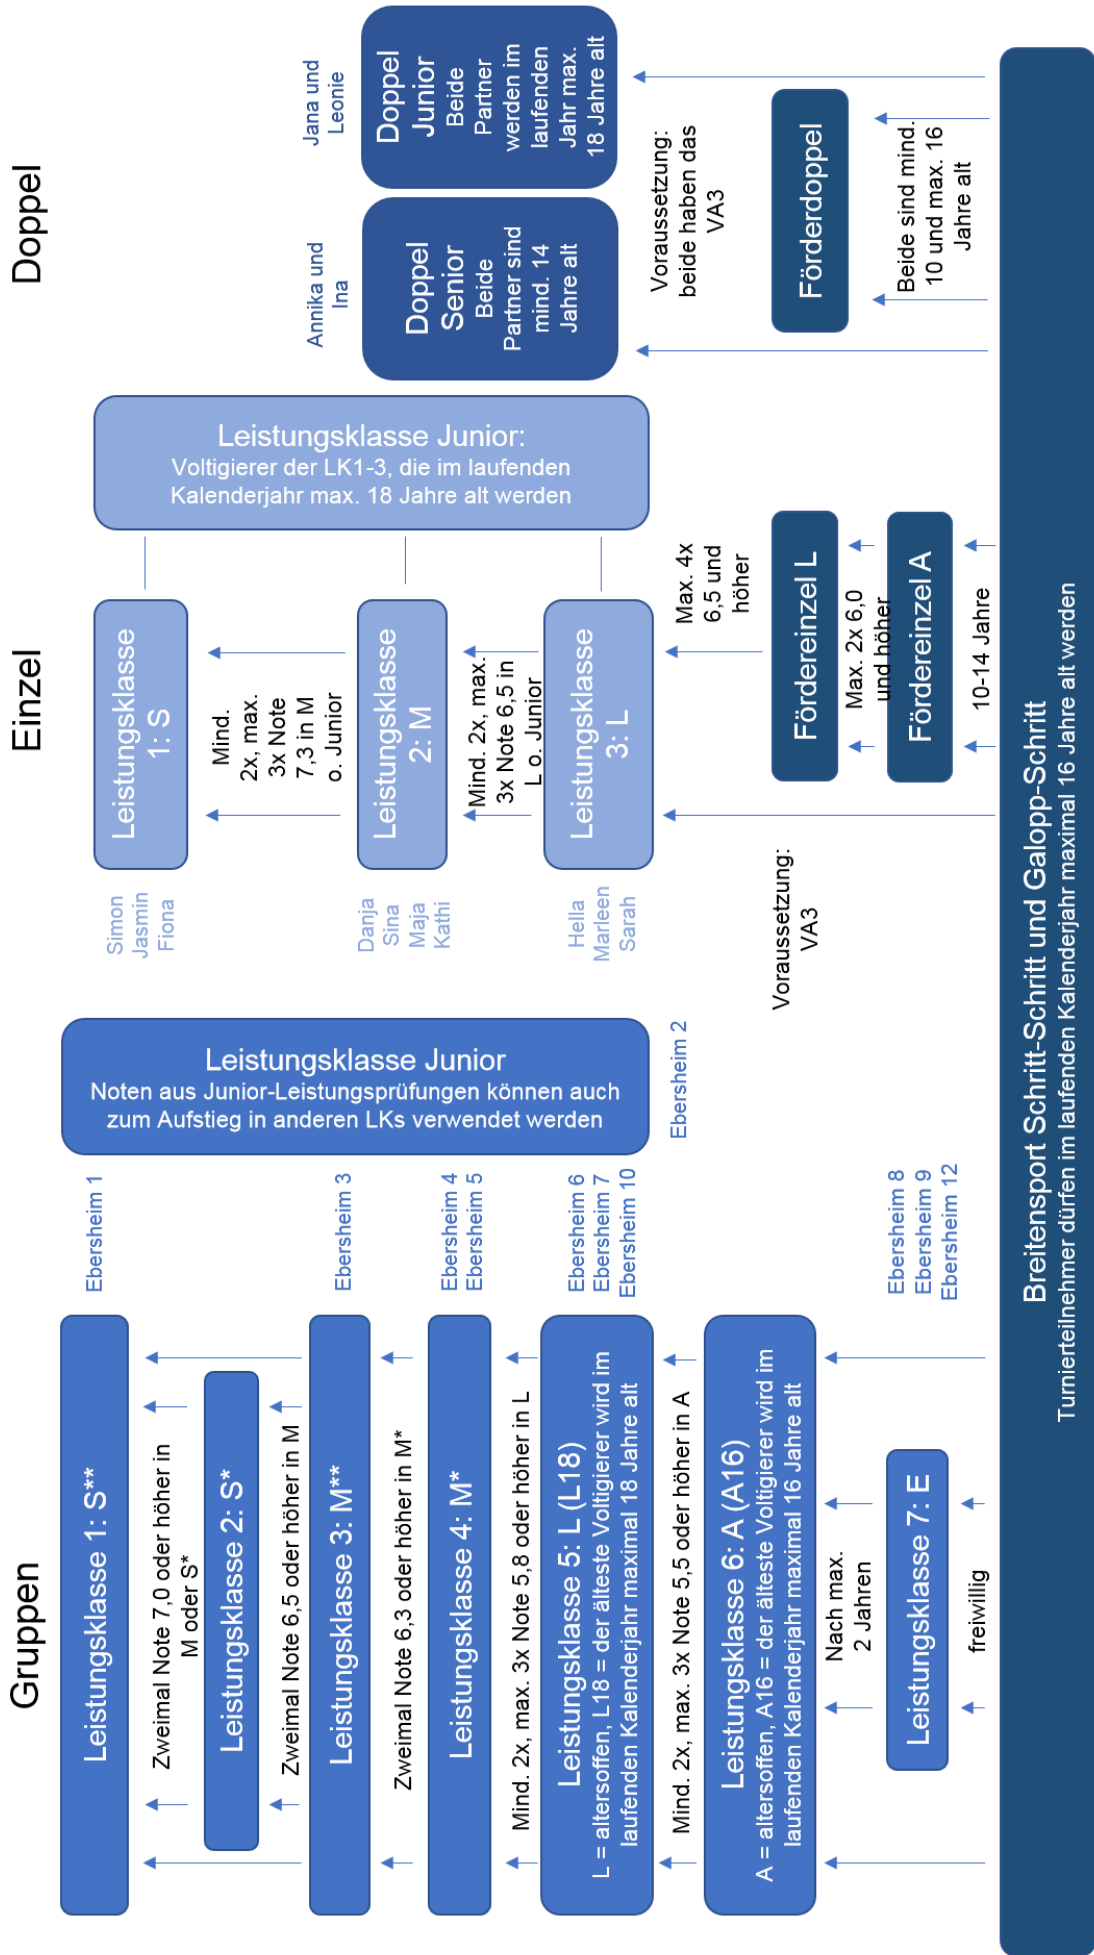 Gruppen
Leistungsklasse 1: S**
Ebersheim 1
Zweimal Note 7,0 oder höher in
M oder S*
Leistungsklasse 2: S*
Zweimal Note 6,5 oder höher in M
Leistungsklasse 3: M**
Ebersheim 3
Zweimal Note 6,3 oder höher in M*
Leistungsklasse 4: M*
Ebersheim 4
Ebersheim 5
Mind. 2x, max. 3x Note 5,8 oder höher in L
Leistungsklasse 5: L (L18)
L = altersoffen, L18 = der älteste Voltigierer wird im
laufenden Kalenderjahr maximal 18 Jahre alt
Ebersheim 6
Ebersheim 7
Ebersheim 10
Mind. 2x, max. 3x Note 5,5 oder höher in A
Leistungsklasse 6: A (A16)
A = altersoffen, A16 = der älteste Voltigierer wird im
laufenden Kalenderjahr maximal 16 Jahre alt
Nach max.
2 Jahren
Leistungsklasse 7: E
Ebersheim 8
Ebersheim 9
Ebersheim 12
freiwillig
Leistungsklasse Junior
Noten aus Junior-Leistungsprüfungen können auch
zum Aufstieg in anderen LKs verwendet werden
Ebersheim 2
Einzel
Simon
Jasmin
Fiona
Leistungsklasse
1: S
Mind.
2x, max.
3x Note
7,3 in M
o. Junior
Danja
Sina
Maja
Kathi
Leistungsklasse
2: M
Mind. 2x, max.
3x Note 6,5 in
L o. Junior
Hella
Marleen
Sarah
Leistungsklasse
3: L
Leistungsklasse Junior:
Voltigierer der LK1-3, die im laufenden
Kalenderjahr max. 18 Jahre alt werden
Max. 4x
6,5 und
höher
Voraussetzung:
VA3
Fördereinzel L
Max. 2x 6,0
und höher
Fördereinzel A
10-14 Jahre
Doppel
Annika und
Ina
Doppel
Senior
Beide
Partner sind
mind. 14
Jahre alt
Jana und
Leonie
Doppel
Junior
Beide
Partner
werden im
laufenden
Jahr max.
18 Jahre alt
Voraussetzung:
beide haben das
VA3
Förderdoppel
Beide sind mind.
10 und max. 16
Jahre alt
Breitensport Schritt-Schritt und Galopp-Schritt
Turnierteilnehmer dürfen im laufenden Kalenderjahr maximal 16 Jahre alt werden